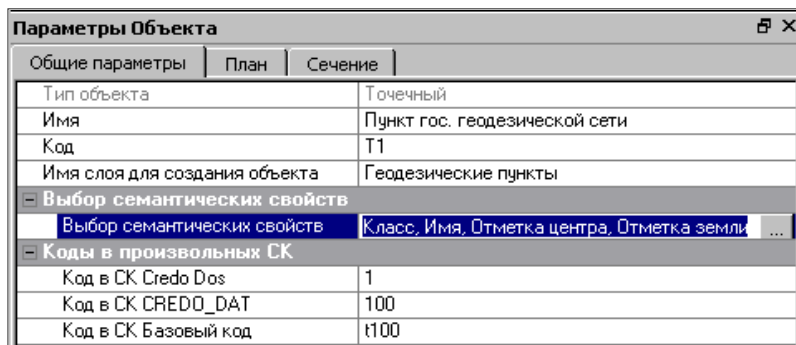 Параметры Объекта
Общие параметры План Сечение
Тип объекта Точечный
Имя Пункт гос. геодезической сети
Код T1
Имя слоя для создания объекта Геодезические пункты
Выбор семантических свойств
Выбор семантических свойств Класс, Имя, Отметка центра, Отметка земли ...
Коды в произвольных СК
Код в СК Credo Dos 1
Код в СК CREDO_DAT 100
Код в СК Базовый код t100